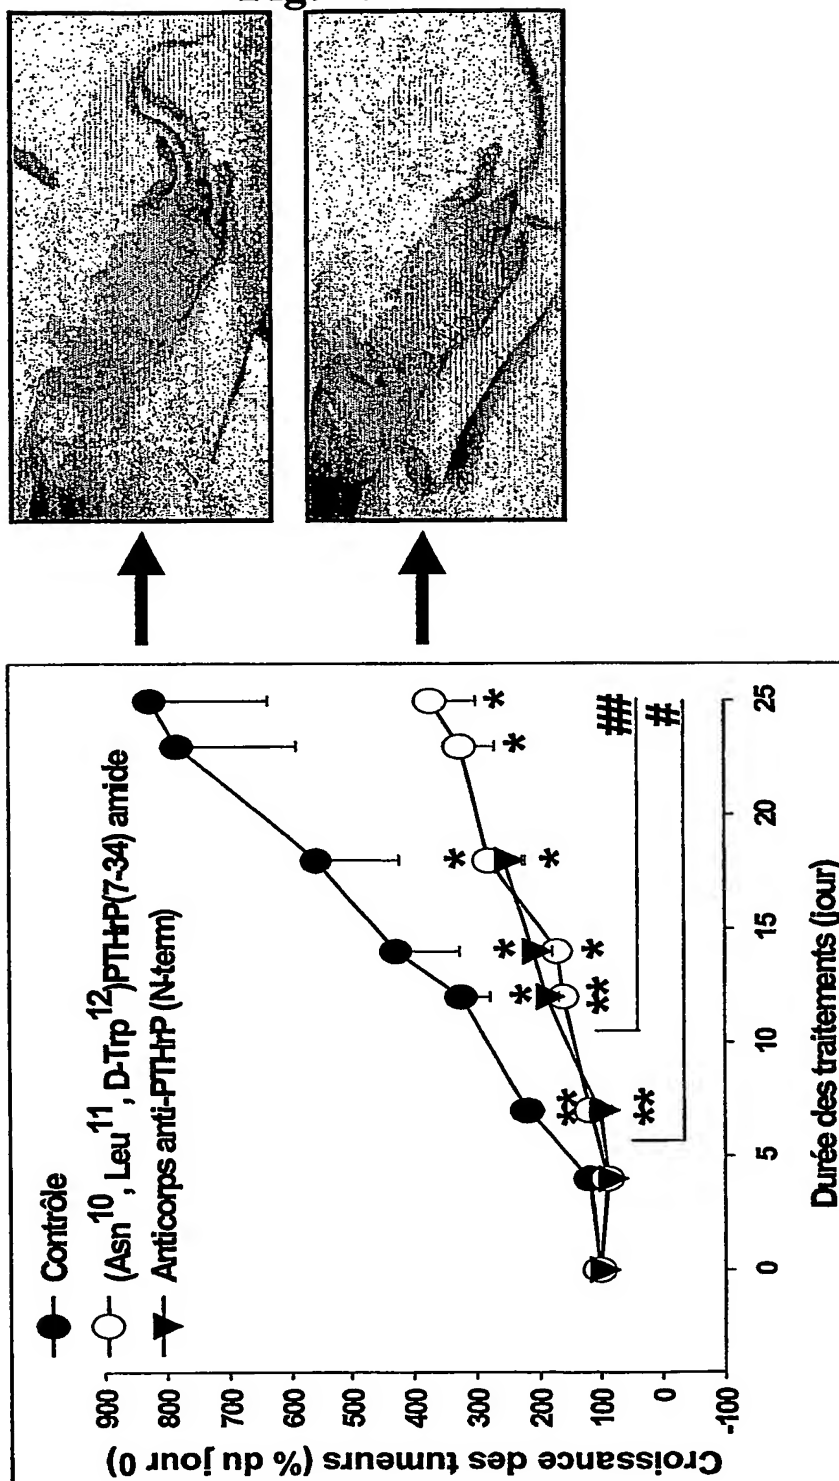 Fig.
Contrôle
(Asn10, Leu11, D-Trp12)PTHrP(7-34) amide
Anticorps anti-PTHrP (N-term)
Croissance des tumeurs (% du jour 0)
900
800
700
600
500
400
300
200
100
0
-100
** ** * ** * * * * * *
##
#
0 5 10 15 20 25
Durée des traitements (jour)